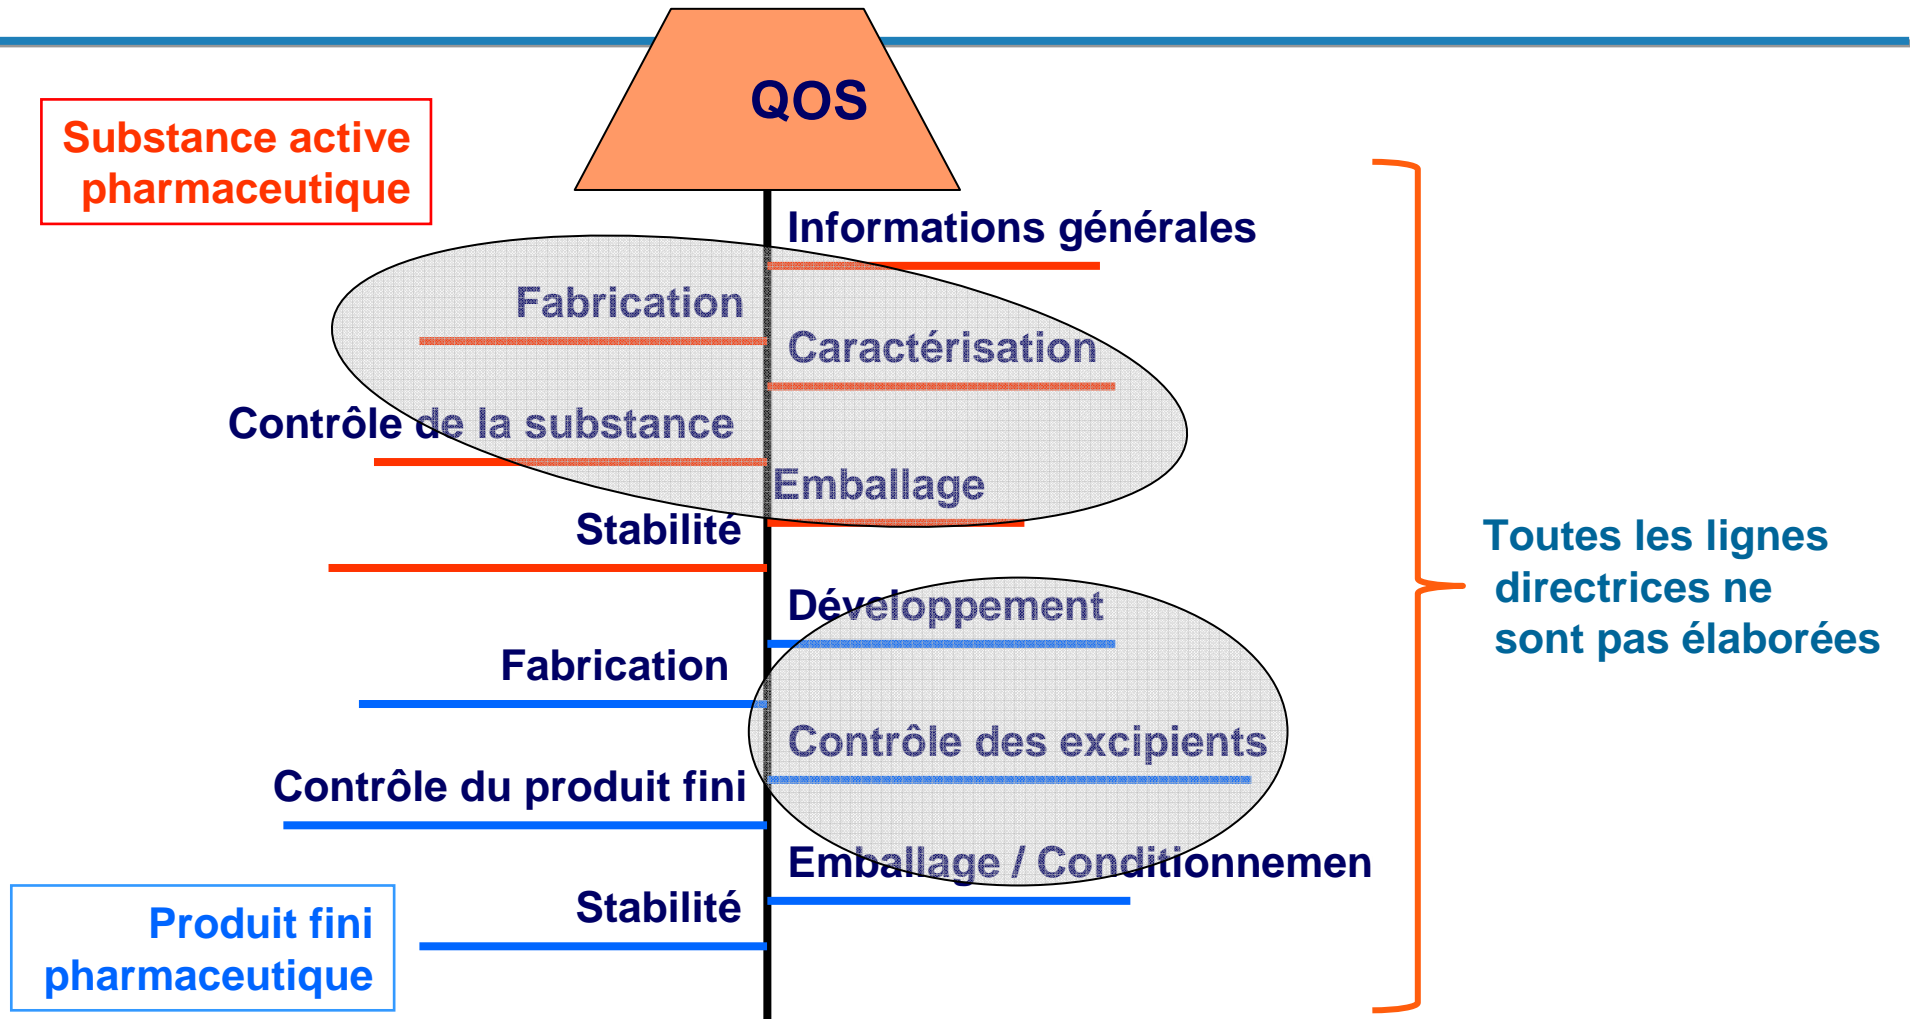 QOS
Substance active
pharmaceutique
Informations générales
Fabrication
Caractérisation
Contrôle de la substance
Emballage
Stabilité
Développement
Fabrication
Contrôle des excipients
Contrôle du produit fini
Emballage / Conditionnemen
Stabilité
Produit fini
pharmaceutique
Toutes les lignes
directrices ne
sont pas élaborées